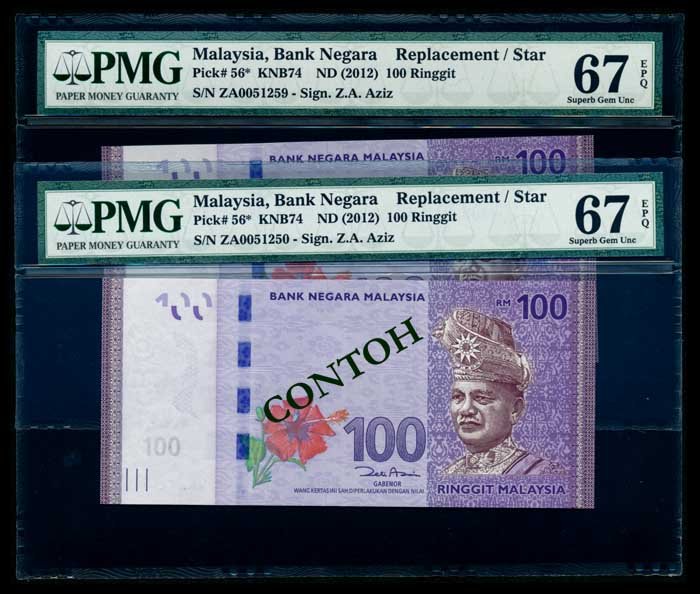 PMG
PAPER MONEY GUARANTY
Malaysia, Bank Negara Replacement / Star
Pick# 56* KNB74 ND (2012) 100 Ringgit
S/N ZA0051259 - Sign. Z.A. Aziz
67 EPQ
Superb Gem Unc
BANK NEGARA MALAYSIA
RM 100
PMG
PAPER MONEY GUARANTY
Malaysia, Bank Negara Replacement / Star
Pick# 56* KNB74 ND (2012) 100 Ringgit
S/N ZA0051250 - Sign. Z.A. Aziz
67 EPQ
Superb Gem Unc
BANK NEGARA MALAYSIA
RM 100
CONTOH
100
100
GABENOR
WANG KERTAS INI SAH DIPERLAKUKAN DENGAN NILAI
RINGGIT MALAYSIA